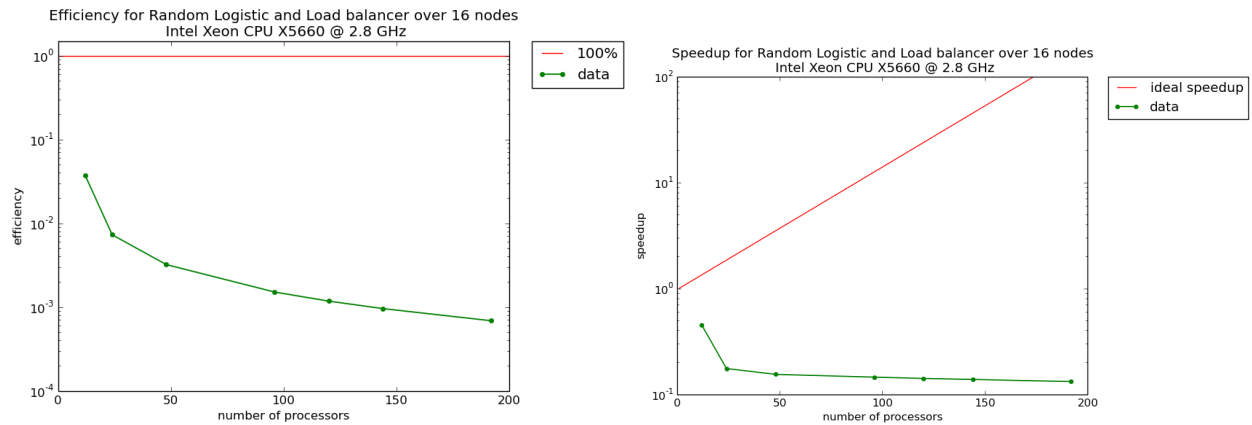 Efficiency for Random Logistic and Load balancer over 16 nodes
Intel Xeon CPU X5660 @ 2.8 GHz
10^0
10^-1
10^-2
10^-3
10^-4
efficiency
0 50 100 150 200
number of processors
100%
data
Speedup for Random Logistic and Load balancer over 16 nodes
Intel Xeon CPU X5660 @ 2.8 GHz
10^2
10^1
10^0
10^-1
speedup
0 50 100 150 200
number of processors
ideal speedup
data